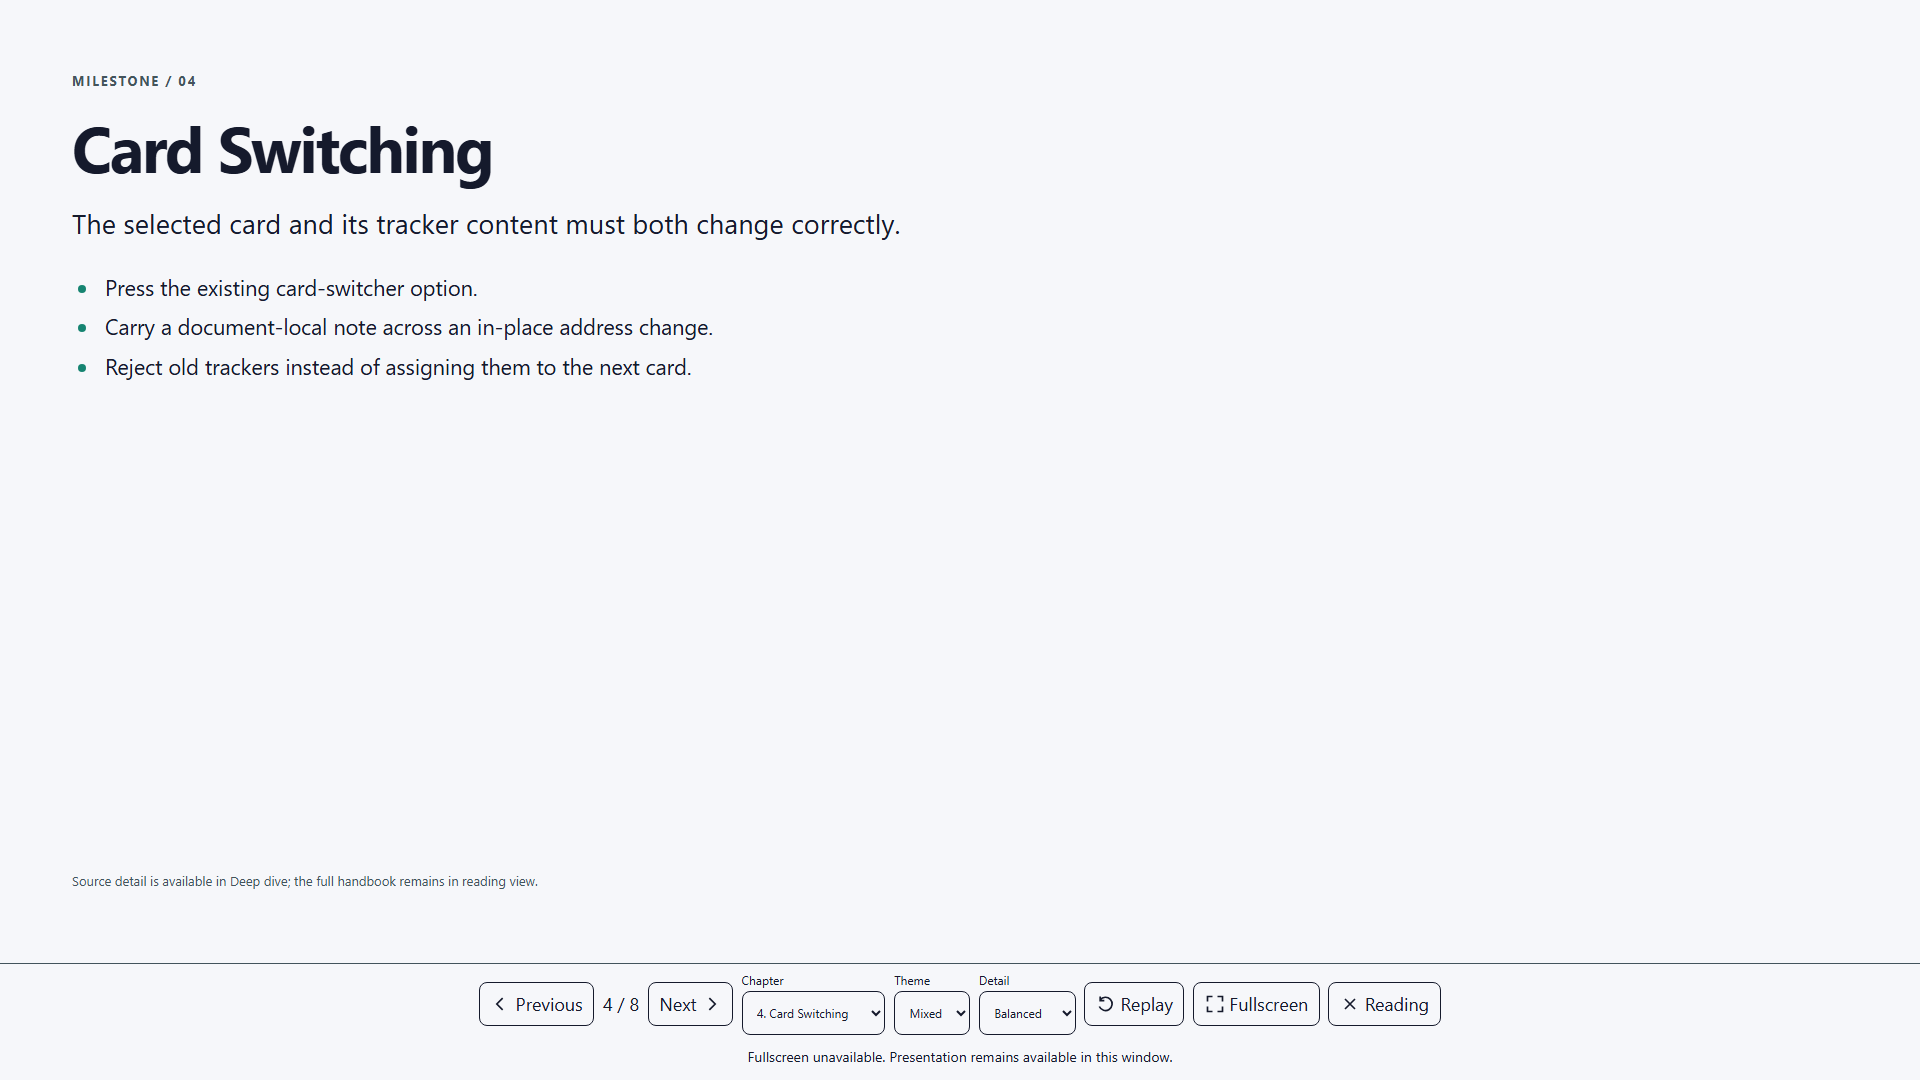 MILESTONE / 04
Card Switching
The selected card and its tracker content must both change correctly.
Press the existing card-switcher option.
Carry a document-local note across an in-place address change.
Reject old trackers instead of assigning them to the next card.
Source detail is available in Deep dive; the full handbook remains in reading view.
Chapter Theme Detail
Previous 4 / 8 Next 4. Card Switching Mixed Balanced Replay Fullscreen Reading
Fullscreen unavailable. Presentation remains available in this window.